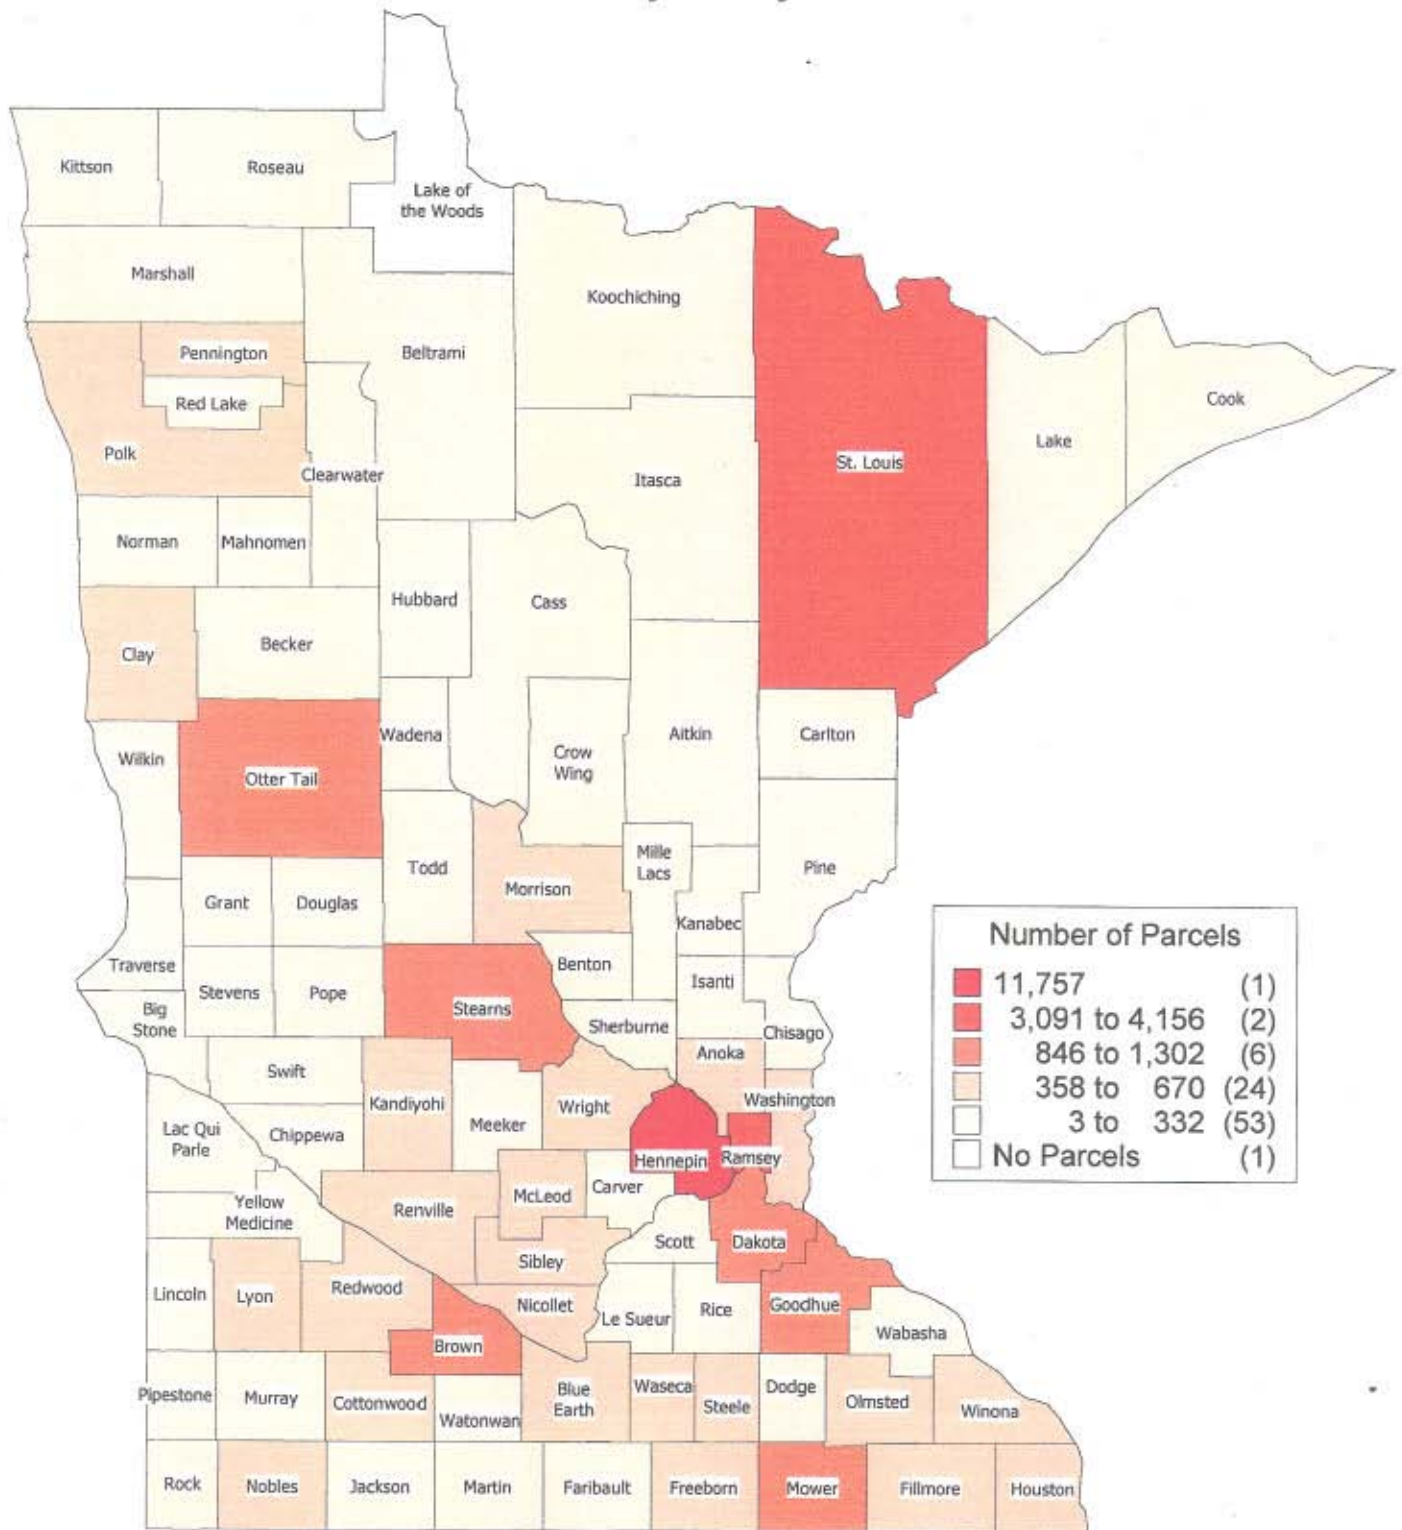 Kittson
Roseau
Lake of
the Woods
Marshall
Koochiching
Pennington
Beltrami
Red Lake
Cook
Lake
Polk
St. Louis
Clearwater
Itasca
Norman
Mahnomen
Hubbard
Cass
Becker
Clay
Wadena
Aitkin
Carlton
Wilkin
Crow
Wing
Otter Tail
Mille
Lacs
Todd
Pine
Morrison
Grant
Douglas
Kanabec
Traverse
Benton
Isanti
Stevens
Pope
Big
Stone
Stearns
Sherburne
Chisago
Anoka
Swift
Washington
Kandiyohi
Wright
Meeker
Lac Qui
Parle
Chippewa
Hennepin
Ramsey
McLeod
Carver
Yellow
Medicine
Renville
Scott
Dakota
Sibley
Redwood
Lincoln
Lyon
Nicollet
Le Sueur
Rice
Goodhue
Wabasha
Brown
Pipestone
Murray
Cottonwood
Watonwan
Blue
Earth
Waseca
Steele
Dodge
Olmsted
Winona
Rock
Nobles
Jackson
Martin
Faribault
Freeborn
Mower
Fillmore
Houston
Number of Parcels
11,757 (1)
3,091 to 4,156 (2)
846 to 1,302 (6)
358 to 670 (24)
3 to 332 (53)
No Parcels (1)